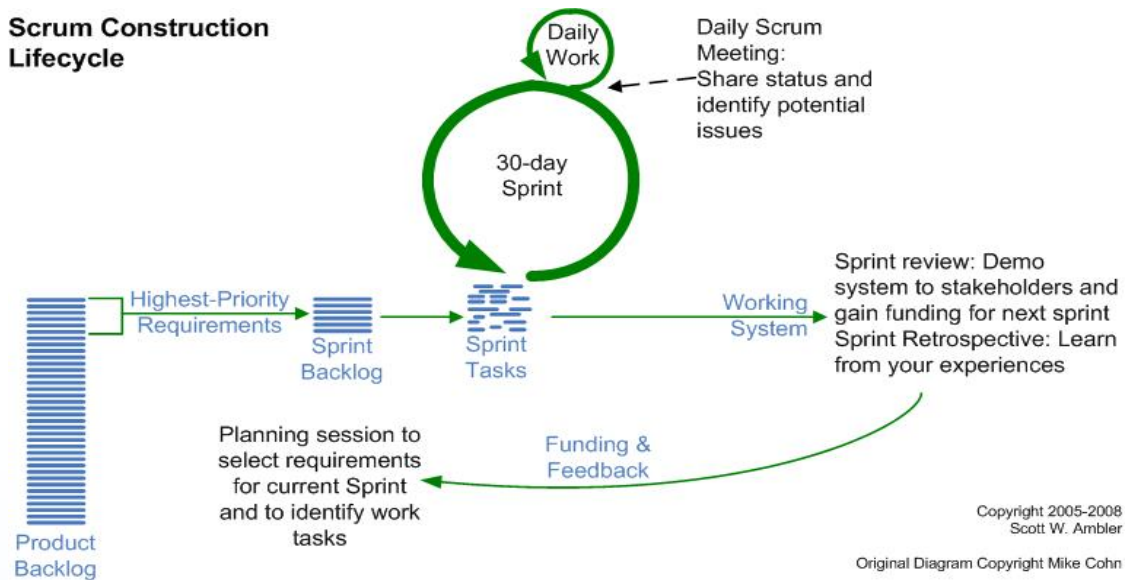 Scrum Construction
Lifecycle
Daily
Work
Daily Scrum
Meeting:
Share status and
identify potential
issues
30-day
Sprint
Highest-Priority
Requirements
Sprint
Backlog
Sprint
Tasks
Working
System
Sprint review: Demo
system to stakeholders and
gain funding for next sprint
Sprint Retrospective: Learn
from your experiences
Product
Backlog
Planning session to
select requirements
for current Sprint
and to identify work
tasks
Funding &
Feedback
Copyright 2005-2008
Scott W. Ambler
Original Diagram Copyright Mike Cohn